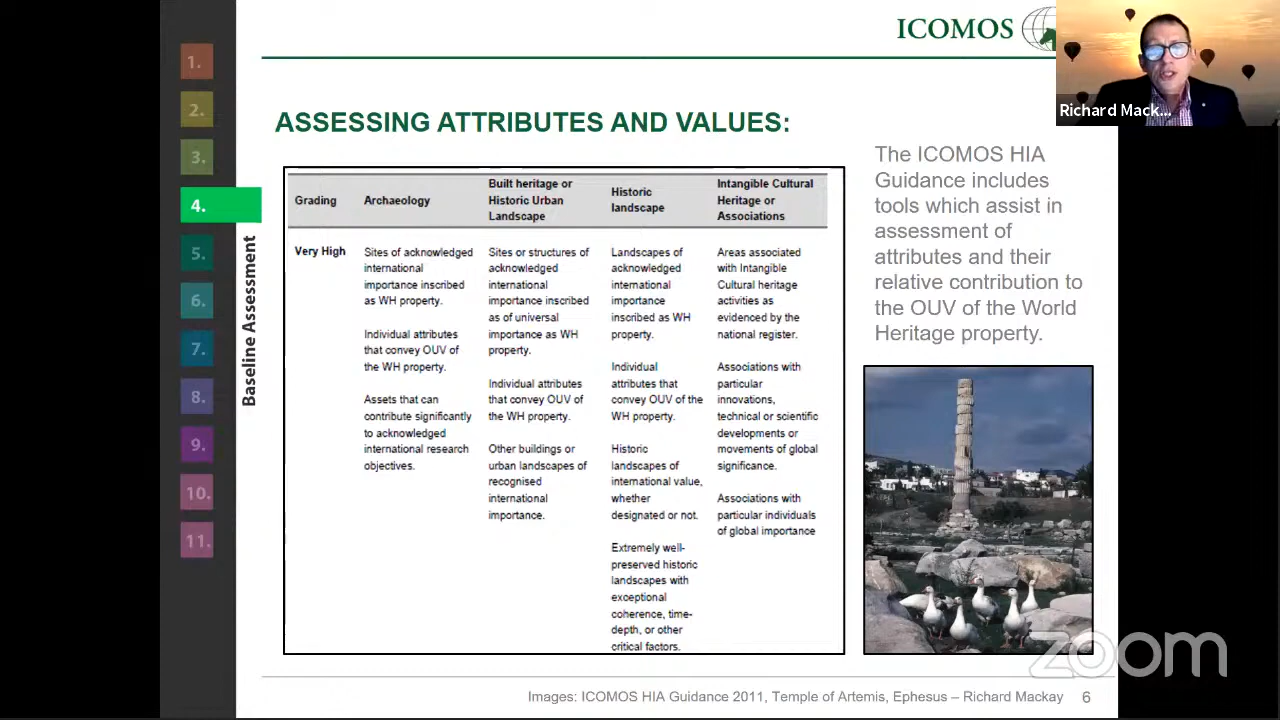 ICOMOS
Richard Mack...
1.
2.
3.
4.
5.
6.
7.
8.
9.
10.
11.
Baseline Assessment
ASSESSING ATTRIBUTES AND VALUES:
Grading
Archaeology
Built heritage or
Historic Urban
Landscape
Historic
landscape
Intangible Cultural
Heritage or
Associations
Very High
Sites of acknowledged
international
importance inscribed
as WH property.
Individual attributes
that convey OUV of
the WH property.
Assets that can
contribute significantly
to acknowledged
international research
objectives.
Sites or structures of
acknowledged
international
importance inscribed
as of universal
importance as WH
property.
Individual attributes
that convey OUV of
the WH property.
Other buildings or
urban landscapes of
recognised
international
importance.
Landscapes of
acknowledged
international
importance
inscribed as WH
property.
Individual
attributes that
convey OUV of the
WH property.
Historic
landscapes of
international value,
whether
designated or not.
Extremely well-
preserved historic
landscapes with
exceptional
coherence, time-
depth, or other
critical factors.
Areas associated
with Intangible
Cultural heritage
activities as
evidenced by the
national register.
Associations with
particular
innovations,
technical or scientific
developments or
movements of global
significance.
Associations with
particular individuals
of global importance
The ICOMOS HIA
Guidance includes
tools which assist in
assessment of
attributes and their
relative contribution to
the OUV of the World
Heritage property.
zoom
Images: ICOMOS HIA Guidance 2011, Temple of Artemis, Ephesus – Richard Mackay
6